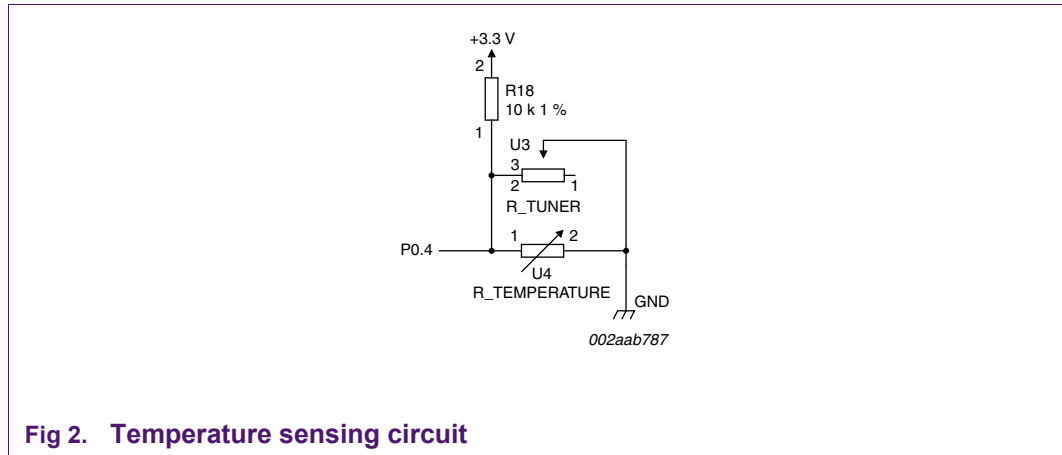 +3.3 V
2
R18
10 k 1 %
1
U3
3
2
1
R_TUNER
P0.4
1
2
U4
R_TEMPERATURE
GND
002aab787
Fig 2. Temperature sensing circuit